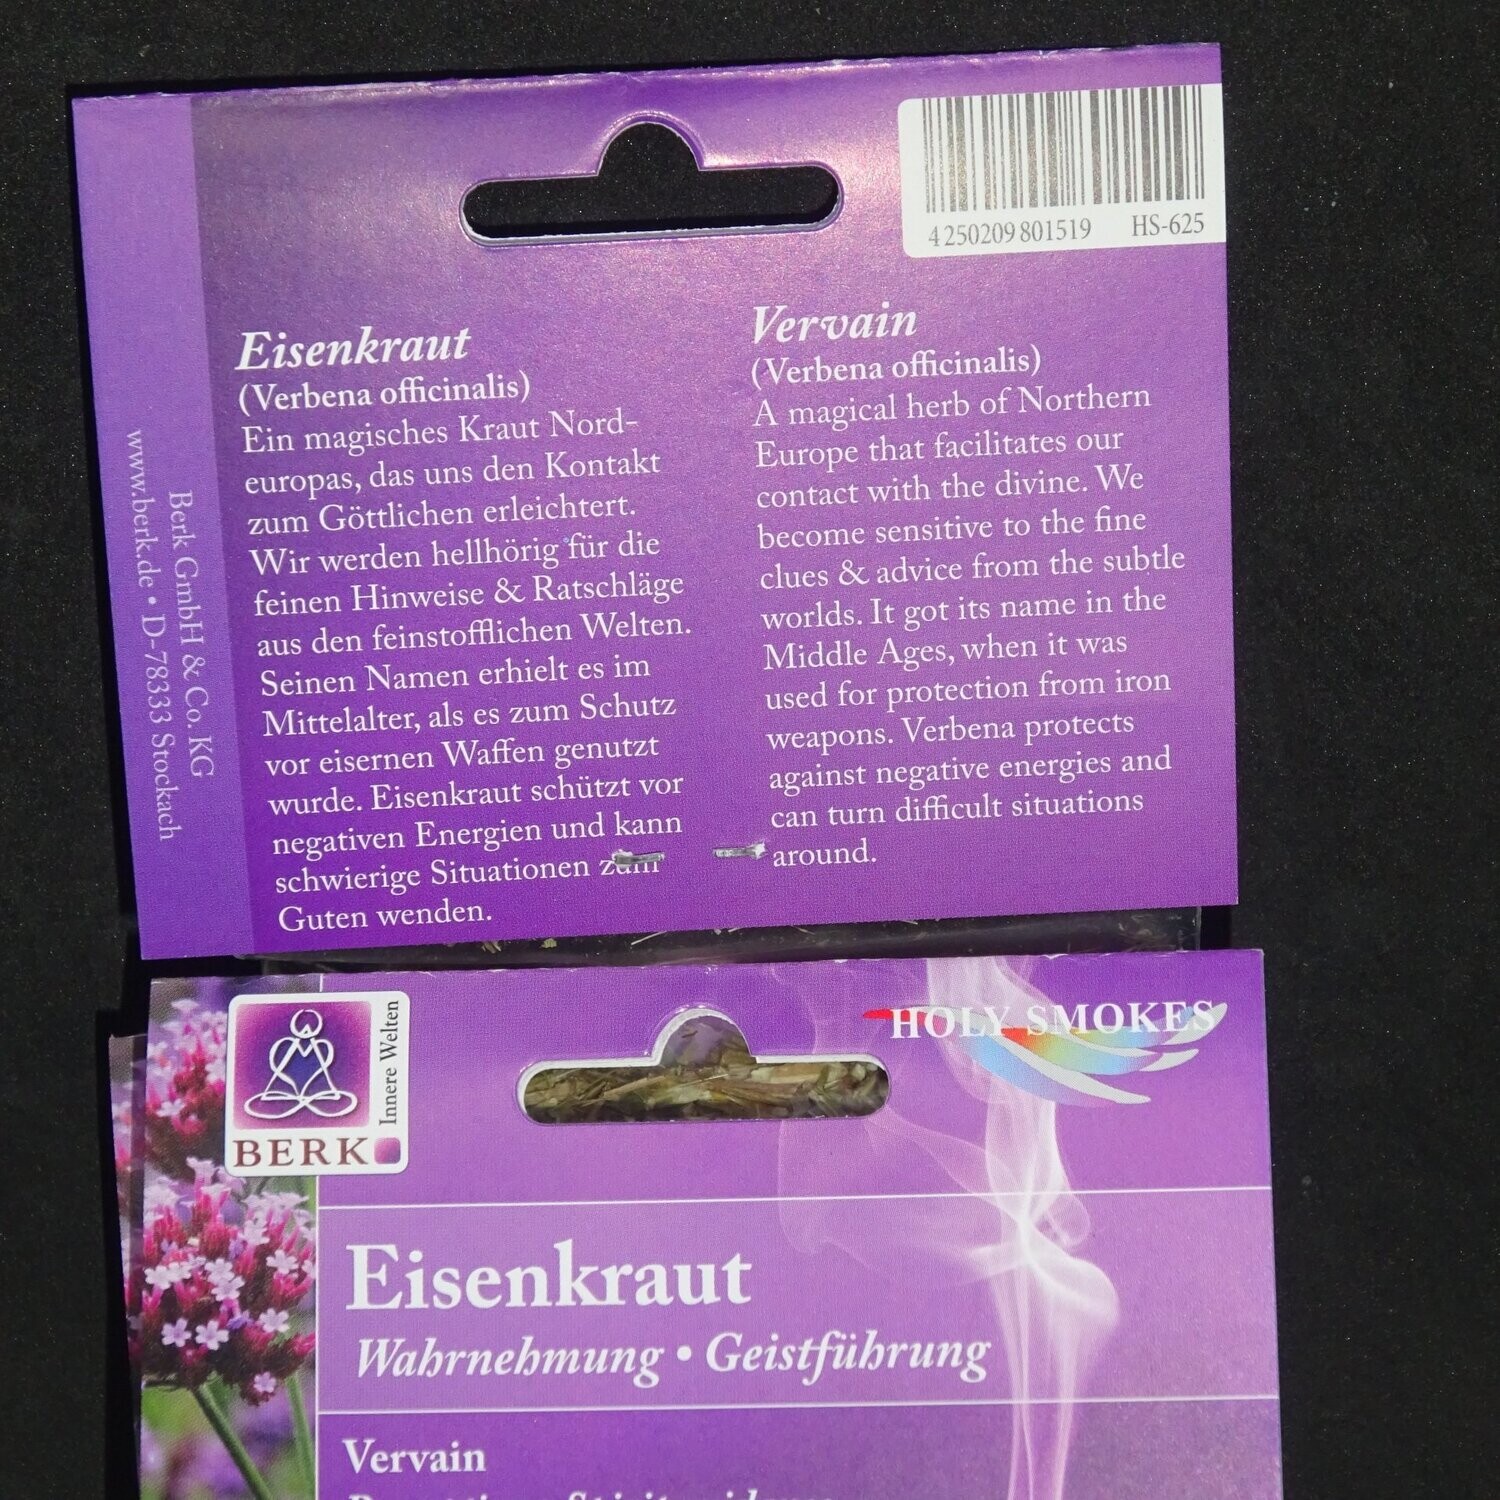 4 250209 801519 HS-625
Eisenkraut
(Verbena officinalis)
Ein magisches Kraut Nord-
europas, das uns den Kontakt
zum Göttlichen erleichtert.
Wir werden hellhörig für die
feinen Hinweise & Ratschläge
aus den feinstofflichen Welten.
Seinen Namen erhielt es im
Mittelalter, als es zum Schutz
vor eisernen Waffen genutzt
wurde. Eisenkraut schützt vor
negativen Energien und kann
schwierige Situationen zum
Guten wenden.
Vervain
(Verbena officinalis)
A magical herb of Northern
Europe that facilitates our
contact with the divine. We
become sensitive to the fine
clues & advice from the subtle
worlds. It got its name in the
Middle Ages, when it was
used for protection from iron
weapons. Verbena protects
against negative energies and
can turn difficult situations
around.
Berk GmbH & Co. KG
www.berk.de • D-78333 Stockach
BERK
Innere Welten
HOLY SMOKES
Eisenkraut
Wahrnehmung • Geistführung
Vervain